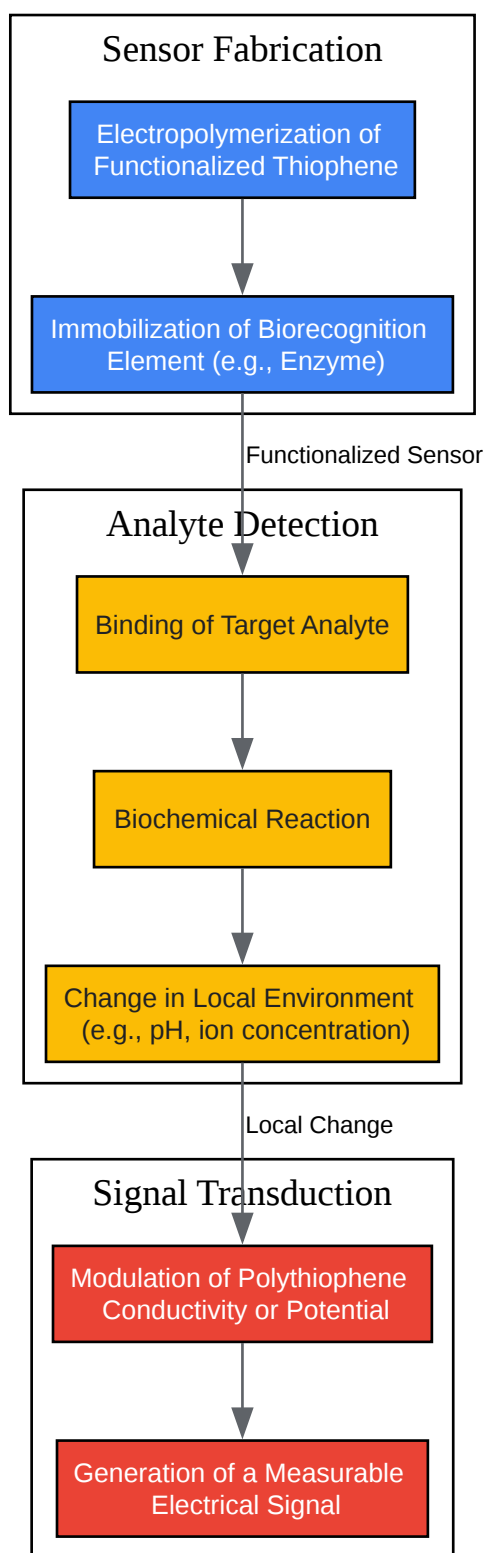 Sensor Fabrication
Electropolymerization of
Functionalized Thiophene
Immobilization of Biorecognition
Element (e.g., Enzyme)
Functionalized Sensor
Analyte Detection
Binding of Target Analyte
Biochemical Reaction
Change in Local Environment
(e.g., pH, ion concentration)
Local Change
Signal Transduction
Modulation of Polythiophene
Conductivity or Potential
Generation of a Measurable
Electrical Signal